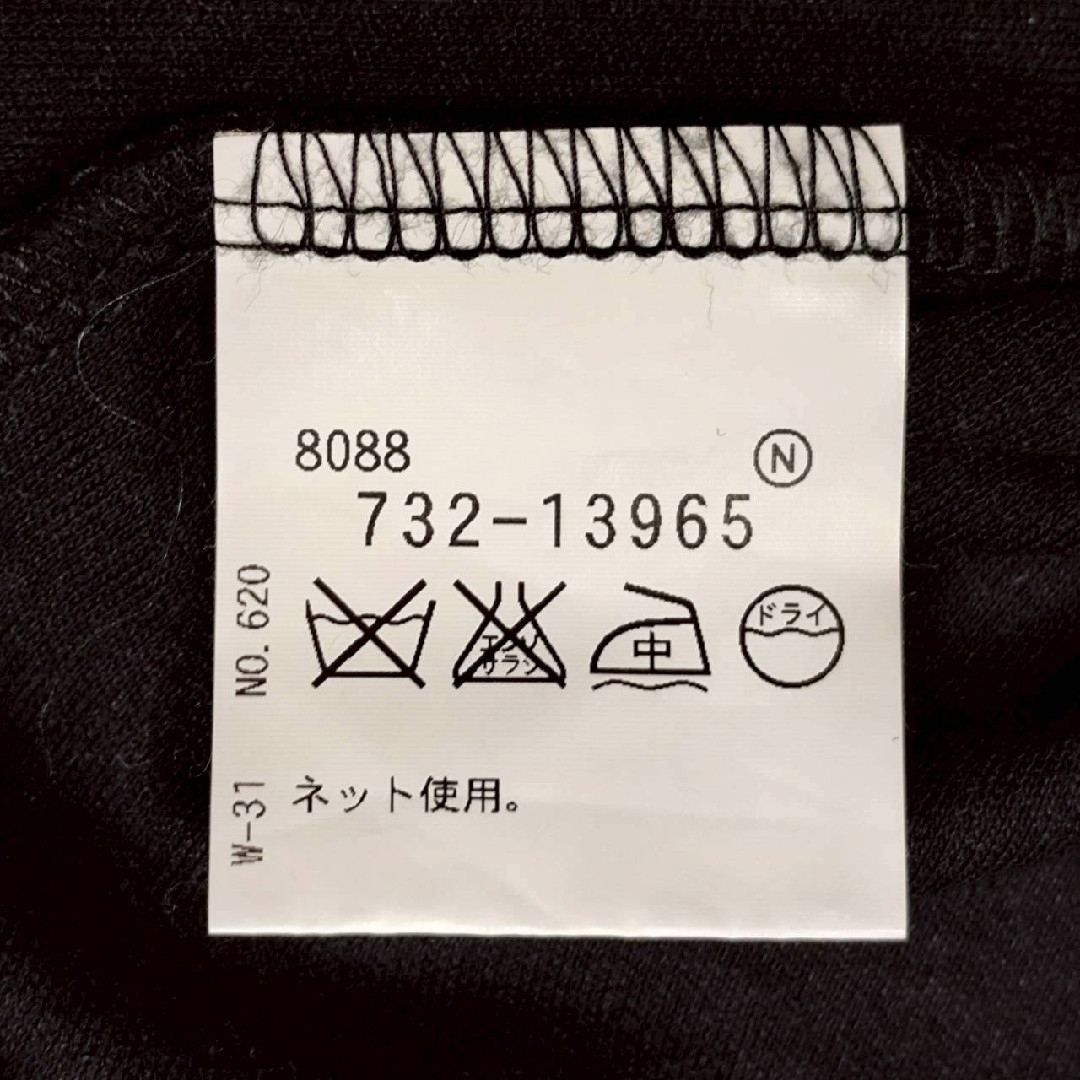 8088
N
732-13965
エンソ
サラシ
中
ドライ
ネット使用。
NO. 620
W-31